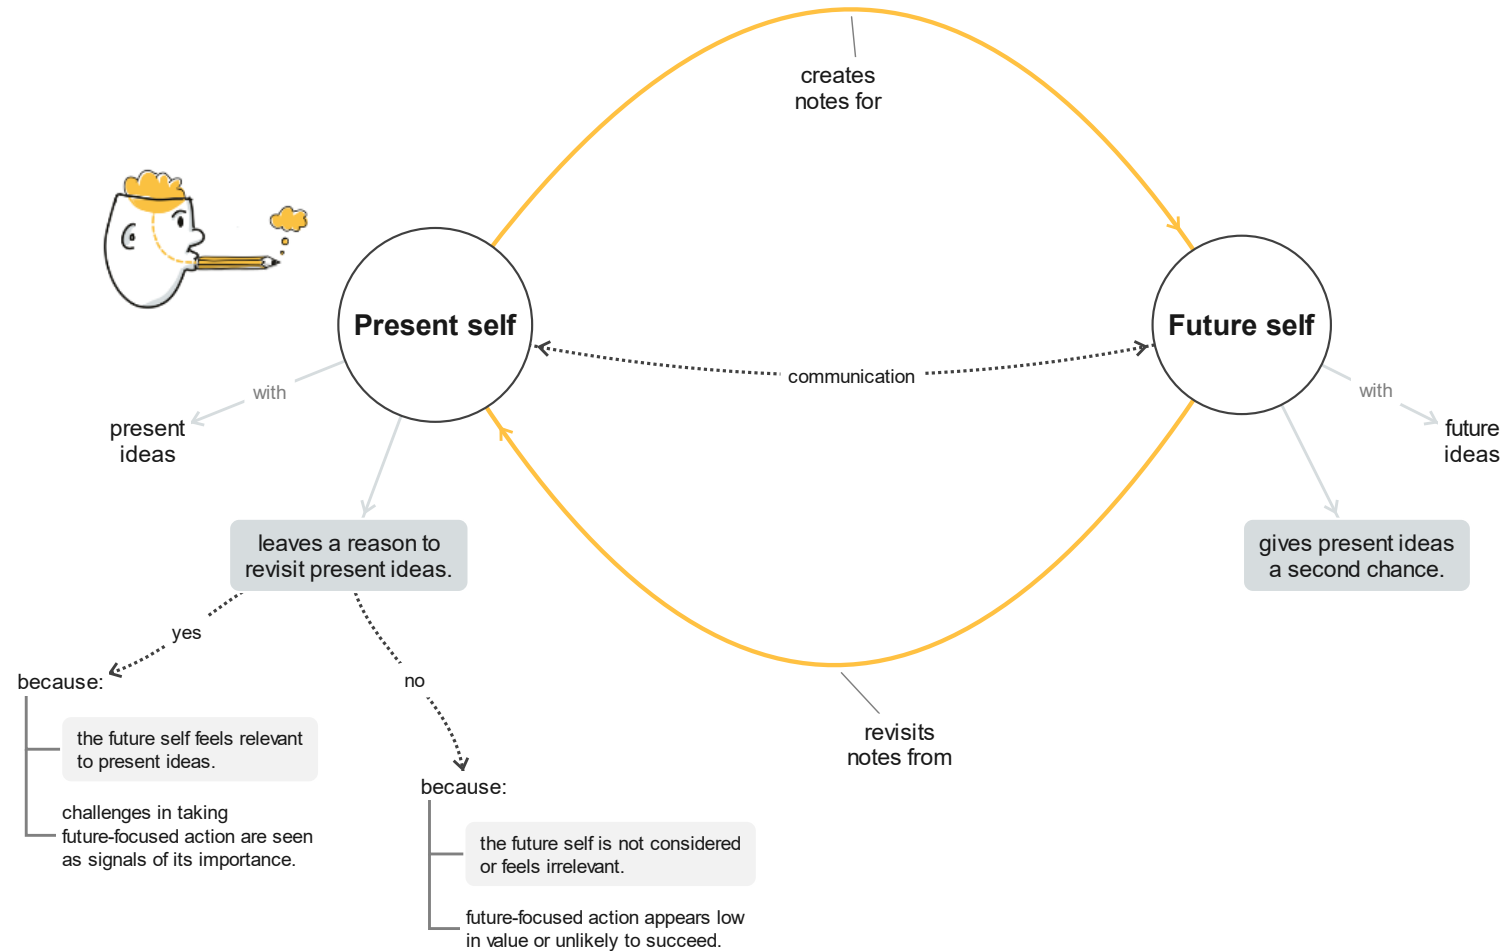 creates
notes for
Present self
Future self
communication
with
present
ideas
with
future
ideas
leaves a reason to
revisit present ideas.
gives present ideas
a second chance.
yes
no
because:
the future self feels relevant
to present ideas.
challenges in taking
future-focused action are seen
as signals of its importance.
revisits
notes from
because:
the future self is not considered
or feels irrelevant.
future-focused action appears low
in value or unlikely to succeed.